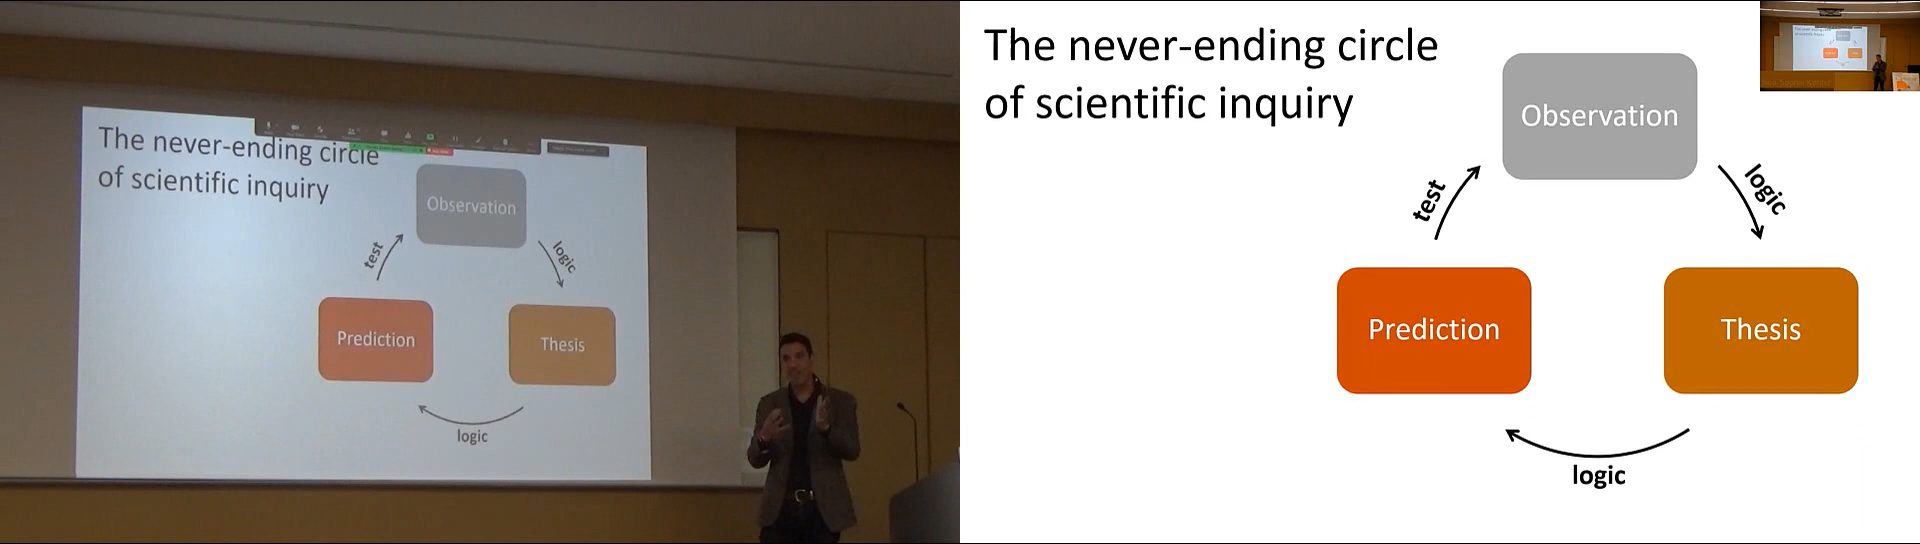 The never-ending circle
of scientific inquiry
Observation
test
logic
Prediction
Thesis
logic
The never-ending circle
of scientific inquiry
Observation
test
logic
Prediction
Thesis
logic